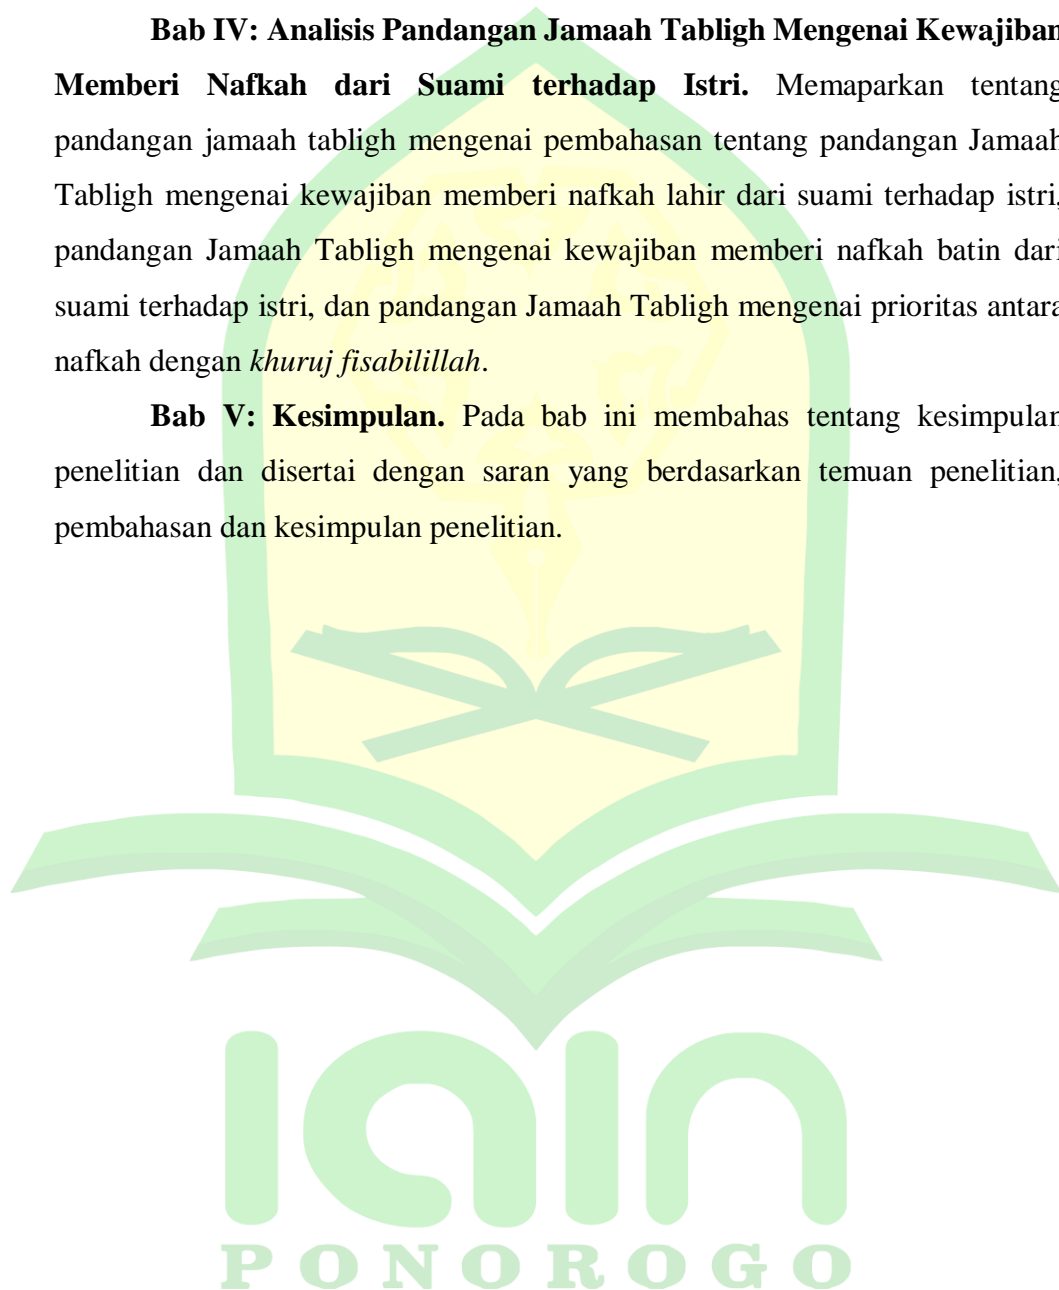 Bab IV: Analisis Pandangan Jamaah Tabligh Mengenai Kewajiban
Memberi Nafkah dari Suami terhadap Istri. Memaparkan tentang
pandangan jamaah tabligh mengenai pembahasan tentang pandangan Jamaah
Tabligh mengenai kewajiban memberi nafkah lahir dari suami terhadap istri,
pandangan Jamaah Tabligh mengenai kewajiban memberi nafkah batin dari
suami terhadap istri, dan pandangan Jamaah Tabligh mengenai prioritas antara
nafkah dengan khuruj fisabilillah.
Bab V: Kesimpulan. Pada bab ini membahas tentang kesimpulan
penelitian dan disertai dengan saran yang berdasarkan temuan penelitian,
pembahasan dan kesimpulan penelitian.
IAIN
PONOROGO